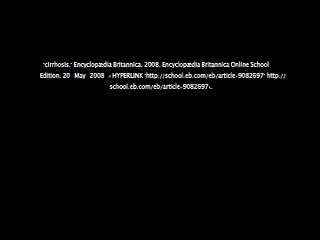 "cirrhosis." Encyclopædia Britannica. 2008. Encyclopædia Britannica Online School
Edition. 20 May 2008 > HYPERLINK "http://school.eb.com/eb/article-9082697" http://
school.eb.com/eb/article-9082697<.